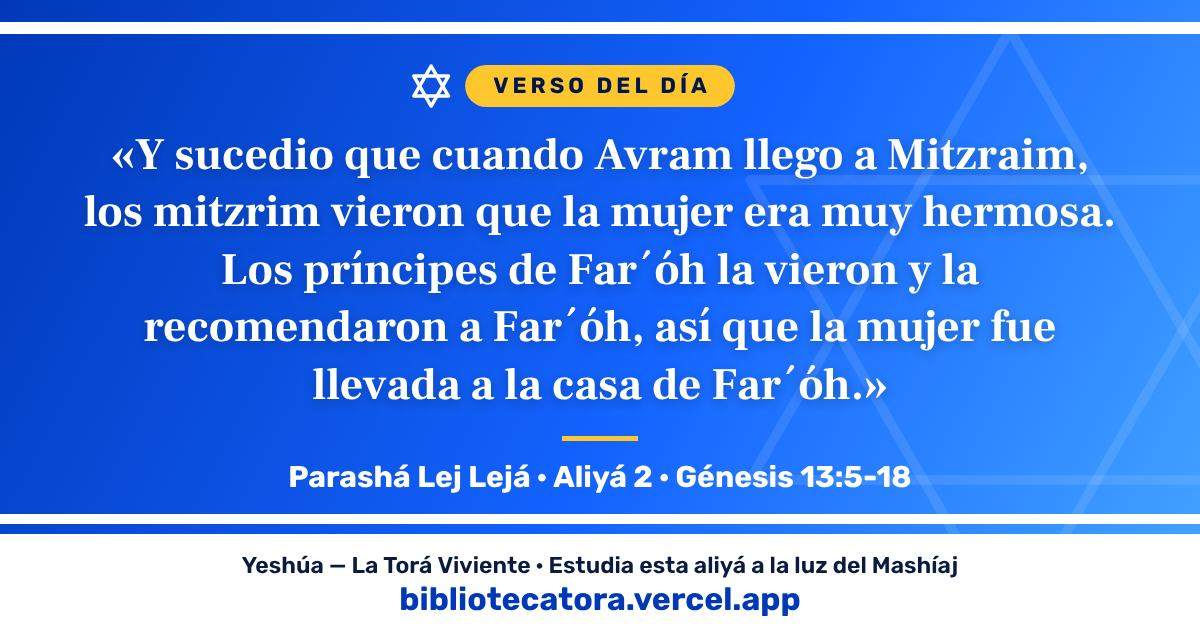 VERSO DEL DÍA
«Y sucedio que cuando Avram llego a Mitzraim,
los mitzrim vieron que la mujer era muy hermosa.
Los príncipes de Far´óh la vieron y la
recomendaron a Far´óh, así que la mujer fue
llevada a la casa de Far´óh.»
Parashá Lej Lejá • Aliyá 2 • Génesis 13:5-18
Yeshúa — La Torá Viviente • Estudia esta aliyá a la luz del Mashíaj
bibliotecatora.vercel.app